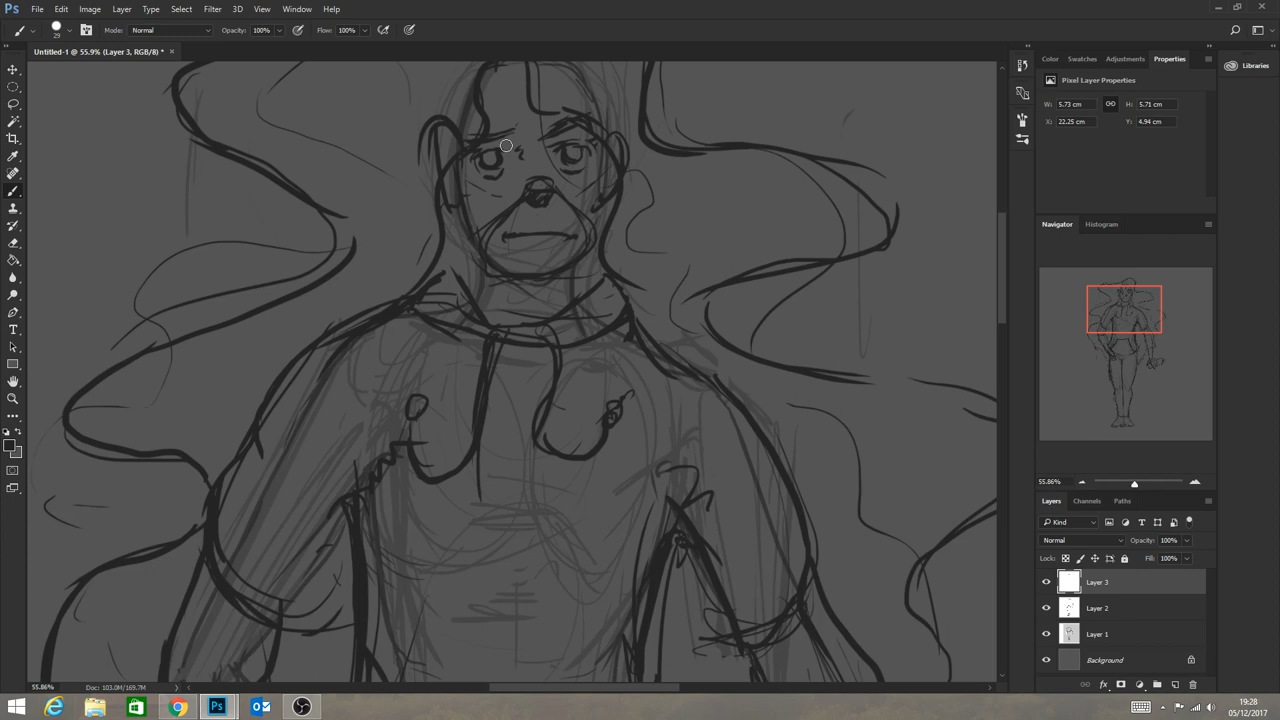 Ps File Edit Image Layer Type Select Filter 3D View Window Help
29 Mode: Normal Opacity: 100% Flow: 100%
Untitled-1 @ 55.9% (Layer 3, RGB/8) * ×
Color Swatches Adjustments Properties
Libraries
Pixel Layer Properties
W: 5.73 cm H: 5.71 cm
X: 22.25 cm Y: 4.94 cm
Navigator Histogram
55.86%
Layers Channels Paths
Kind
Normal Opacity: 100%
Lock: Fill: 100%
Layer 3
Layer 2
Layer 1
Background
55.86% Doc: 103.0M/169.7M
19:28
05/12/2017